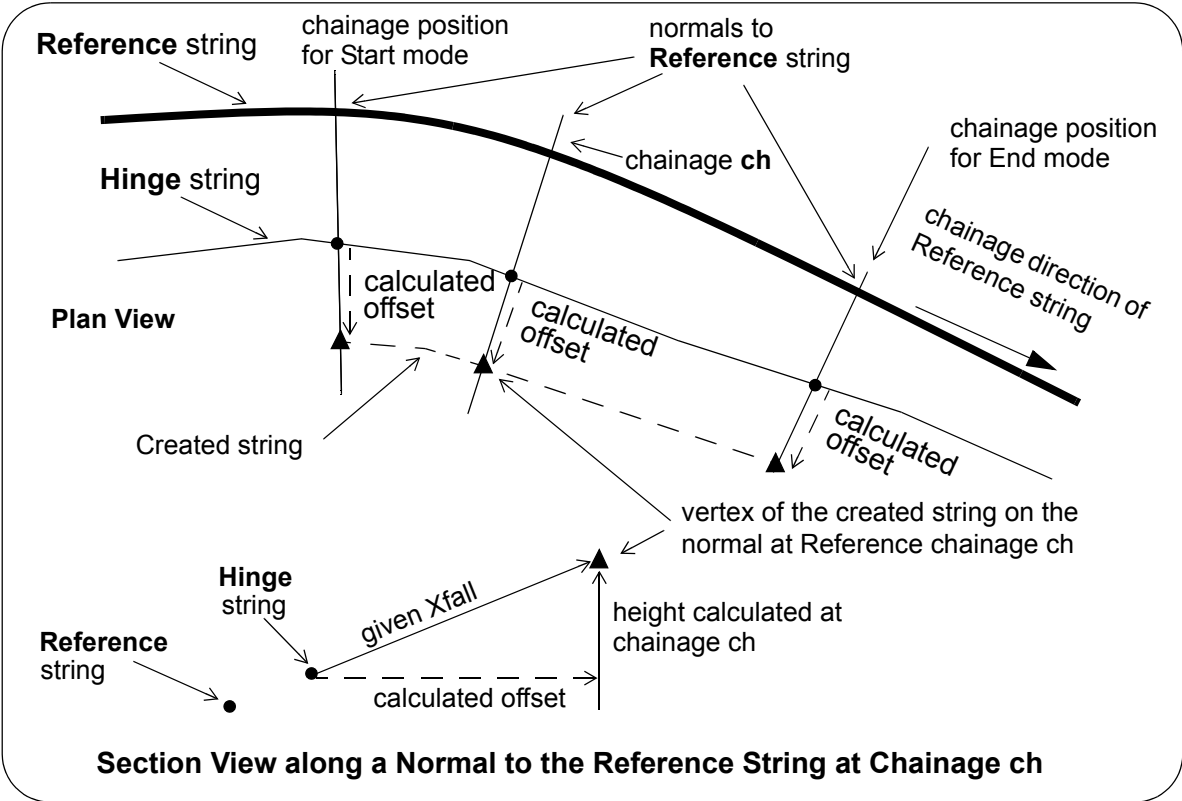 Reference string
chainage position
for Start mode
normals to
Reference string
chainage ch
chainage position
for End mode
Hinge string
chainage direction of
Reference string
calculated
offset
calculated
offset
calculated
offset
Plan View
Created string
vertex of the created string on the
normal at Reference chainage ch
Hinge
string
given Xfall
height calculated at
chainage ch
Reference
string
calculated offset
Section View along a Normal to the Reference String at Chainage ch